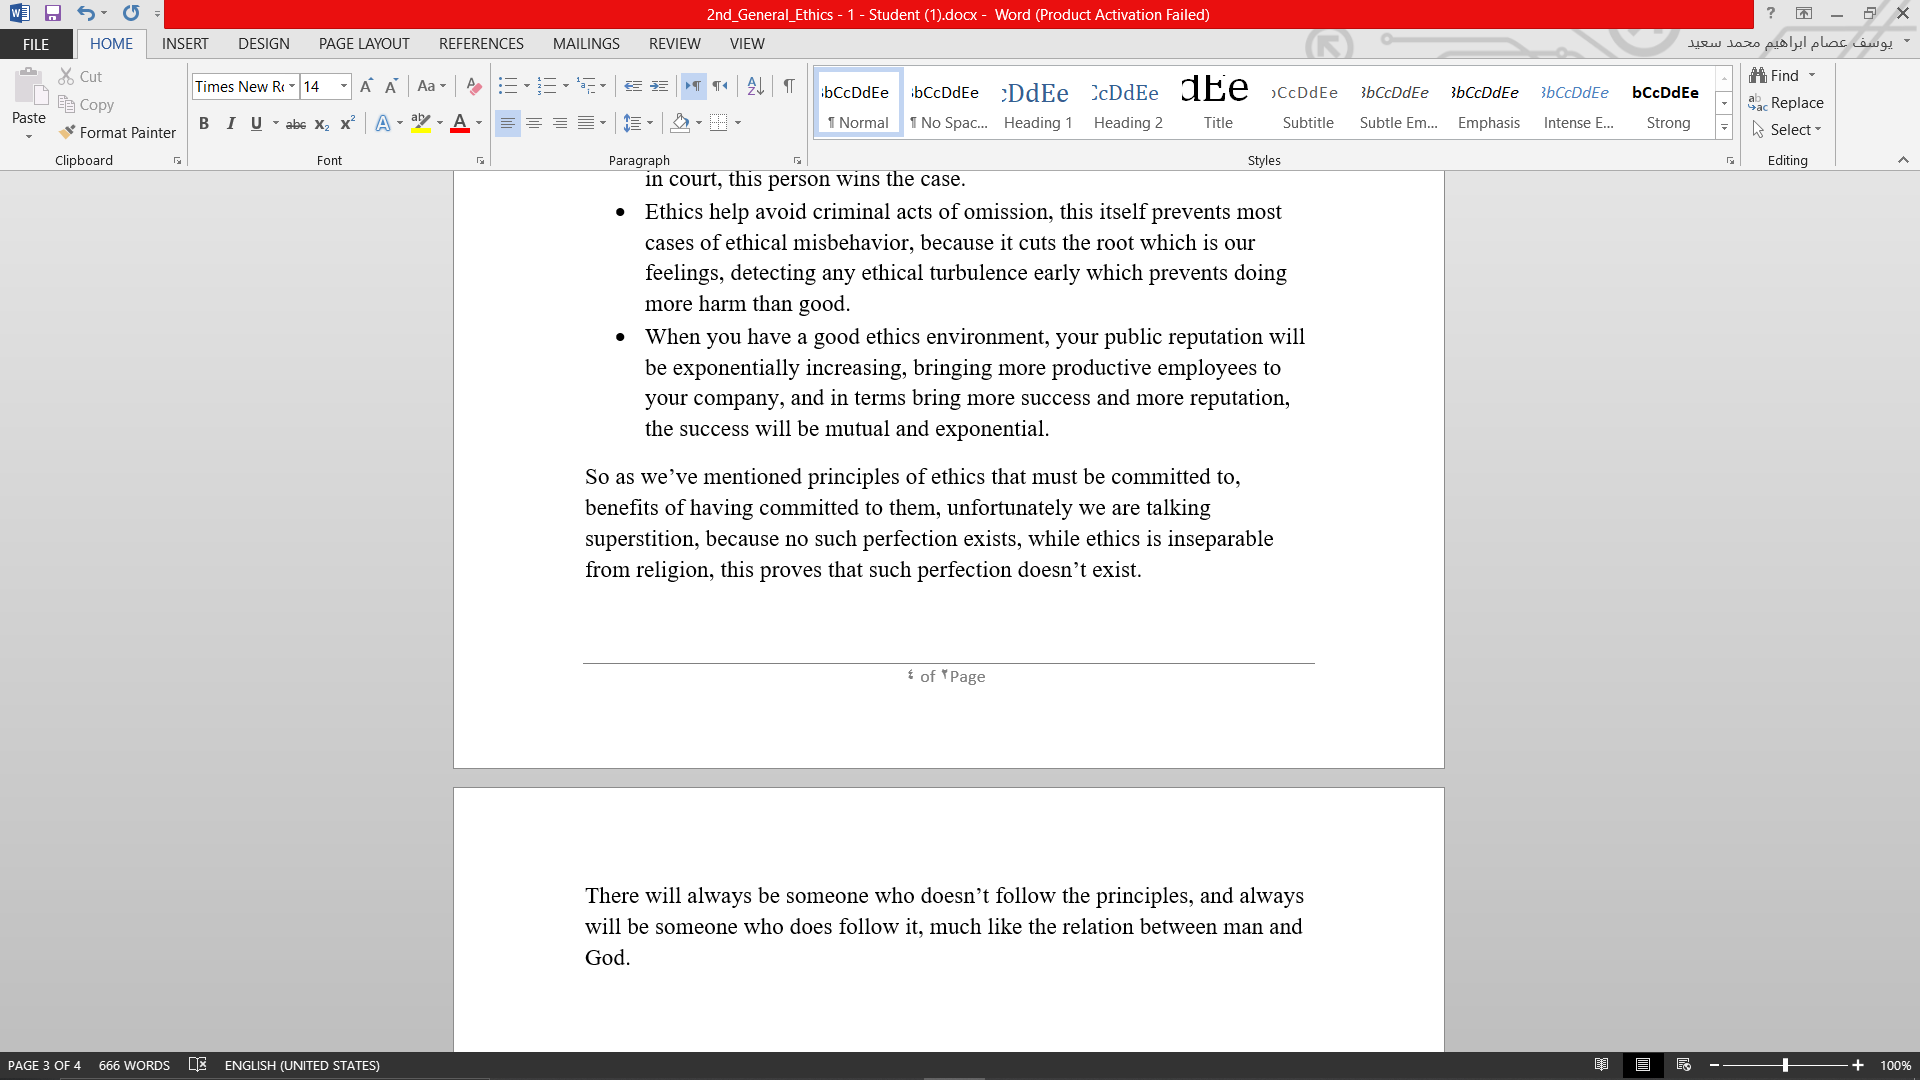 2nd_General_Ethics - 1 - Student (1).docx - Word (Product Activation Failed)
FILE HOME INSERT DESIGN PAGE LAYOUT REFERENCES MAILINGS REVIEW VIEW
يوسف عصام ابراهيم محمد سعيد
Paste
Cut
Copy
Format Painter
Clipboard
Times New Rc 14
Font
Paragraph
AaBbCcDdEe
¶ Normal ¶ No Spac... Heading 1 Heading 2 Title Subtitle Subtle Em... Emphasis Intense E... Strong
Styles
Find
Replace
Select
Editing
in court, this person wins the case.
• Ethics help avoid criminal acts of omission, this itself prevents most
cases of ethical misbehavior, because it cuts the root which is our
feelings, detecting any ethical turbulence early which prevents doing
more harm than good.
• When you have a good ethics environment, your public reputation will
be exponentially increasing, bringing more productive employees to
your company, and in terms bring more success and more reputation,
the success will be mutual and exponential.
So as we’ve mentioned principles of ethics that must be committed to,
benefits of having committed to them, unfortunately we are talking
superstition, because no such perfection exists, while ethics is inseparable
from religion, this proves that such perfection doesn’t exist.
٤ of ٢Page
There will always be someone who doesn’t follow the principles, and always
will be someone who does follow it, much like the relation between man and
God.
PAGE 3 OF 4 666 WORDS ENGLISH (UNITED STATES) 100%